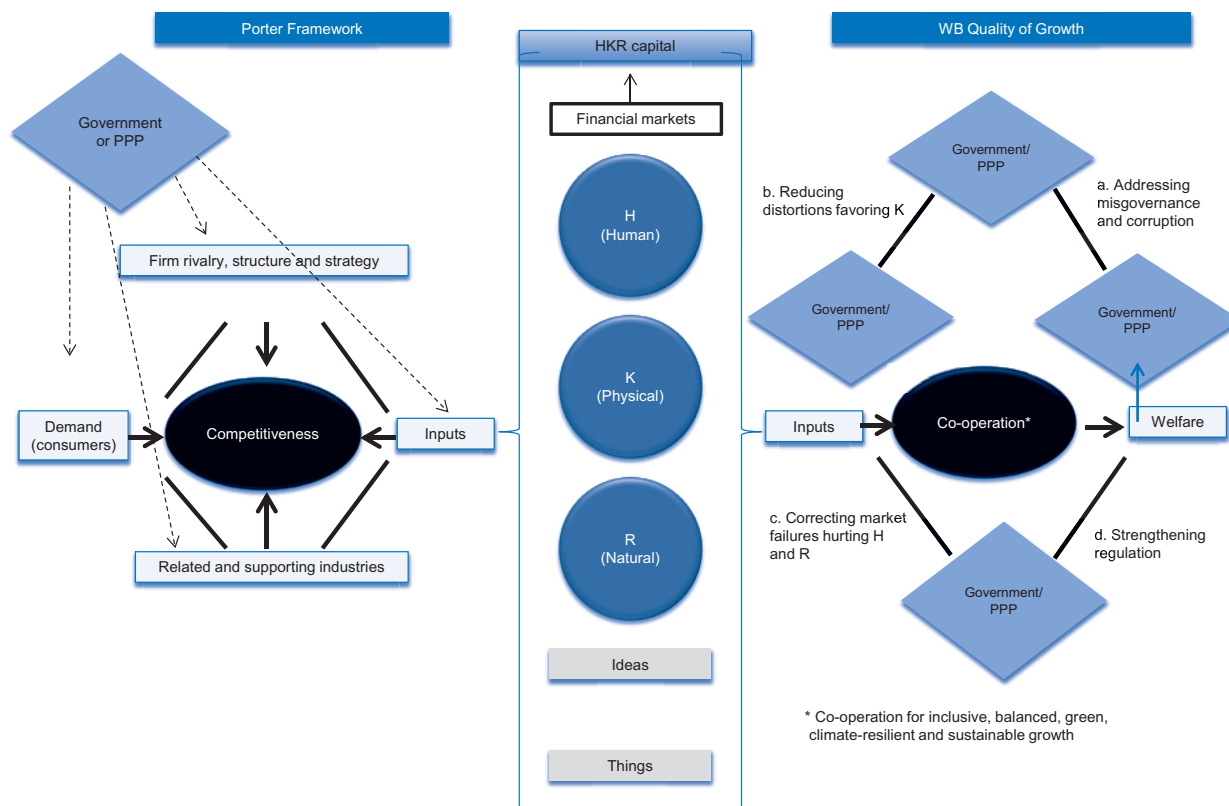 Porter Framework
Government
or PPP
Firm rivalry, structure and strategy
Demand
(consumers)
Competitiveness
Inputs
Related and supporting industries
HKR capital
Financial markets
H
(Human)
K
(Physical)
R
(Natural)
Ideas
Things
WB Quality of Growth
Government/
PPP
b. Reducing
distortions favoring K
a. Addressing
misgovernance
and corruption
Government/
PPP
Government/
PPP
Inputs
Co-operation*
Welfare
c. Correcting market
failures hurting H
and R
d. Strengthening
regulation
Government/
PPP
* Co-operation for inclusive, balanced, green,
climate-resilient and sustainable growth